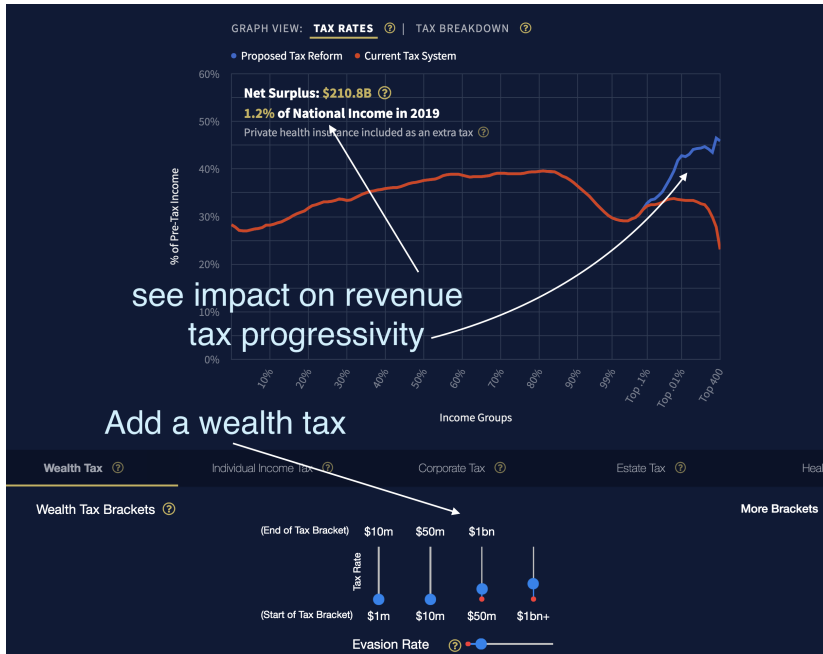 GRAPH VIEW: TAX RATES ? | TAX BREAKDOWN ?
Proposed Tax Reform Current Tax System
60%
Net Surplus: $210.8B ?
1.2% of National Income in 2019
50%
Private health insurance included as an extra tax ?
40%
% of Pre-Tax Income
30%
20%
see impact on revenue
10%
tax progressivity
0%
10% 20% 30% 40% 50% 60% 70% 80% 90% 99% Top .1% Top .01% Top 400
Income Groups
Add a wealth tax
Wealth Tax ? Individual Income Tax ? Corporate Tax ? Estate Tax ? Heal
Wealth Tax Brackets ? More Brackets
(End of Tax Bracket) $10m $50m $1bn
Tax Rate
(Start of Tax Bracket) $1m $10m $50m $1bn+
Evasion Rate ?